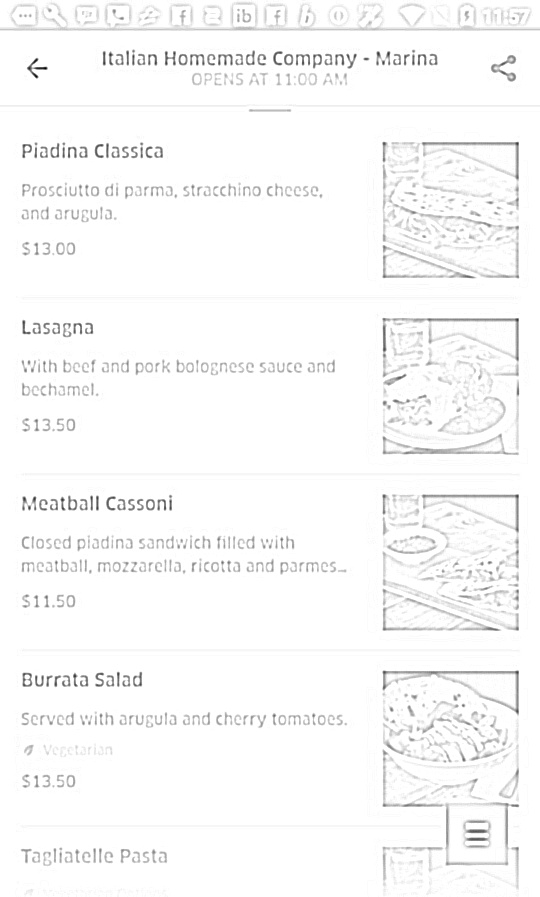 11:57
Italian Homemade Company - Marina
OPENS AT 11:00 AM
Piadina Classica
Prosciutto di parma, stracchino cheese,
and arugula.
$13.00
Lasagna
With beef and pork bolognese sauce and
bechamel.
$13.50
Meatball Cassoni
Closed piadina sandwich filled with
meatball, mozzarella, ricotta and parmes...
$11.50
Burrata Salad
Served with arugula and cherry tomatoes.
Vegetarian
$13.50
Tagliatelle Pasta